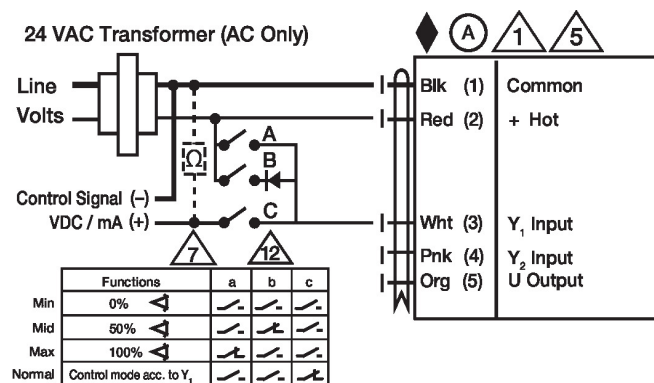 24 VAC Transformer (AC Only)
A 1 5
Line
Volts
Blk (1) Common
Red (2) + Hot
A
Ω
B
Control Signal (−)
C
VDC / mA (+)
Wht (3) Y1 Input
Pnk (4) Y2 Input
Org (5) U Output
7 12
Functions a b c
Min 0%
Mid 50%
Max 100%
Normal Control mode acc. to Y1